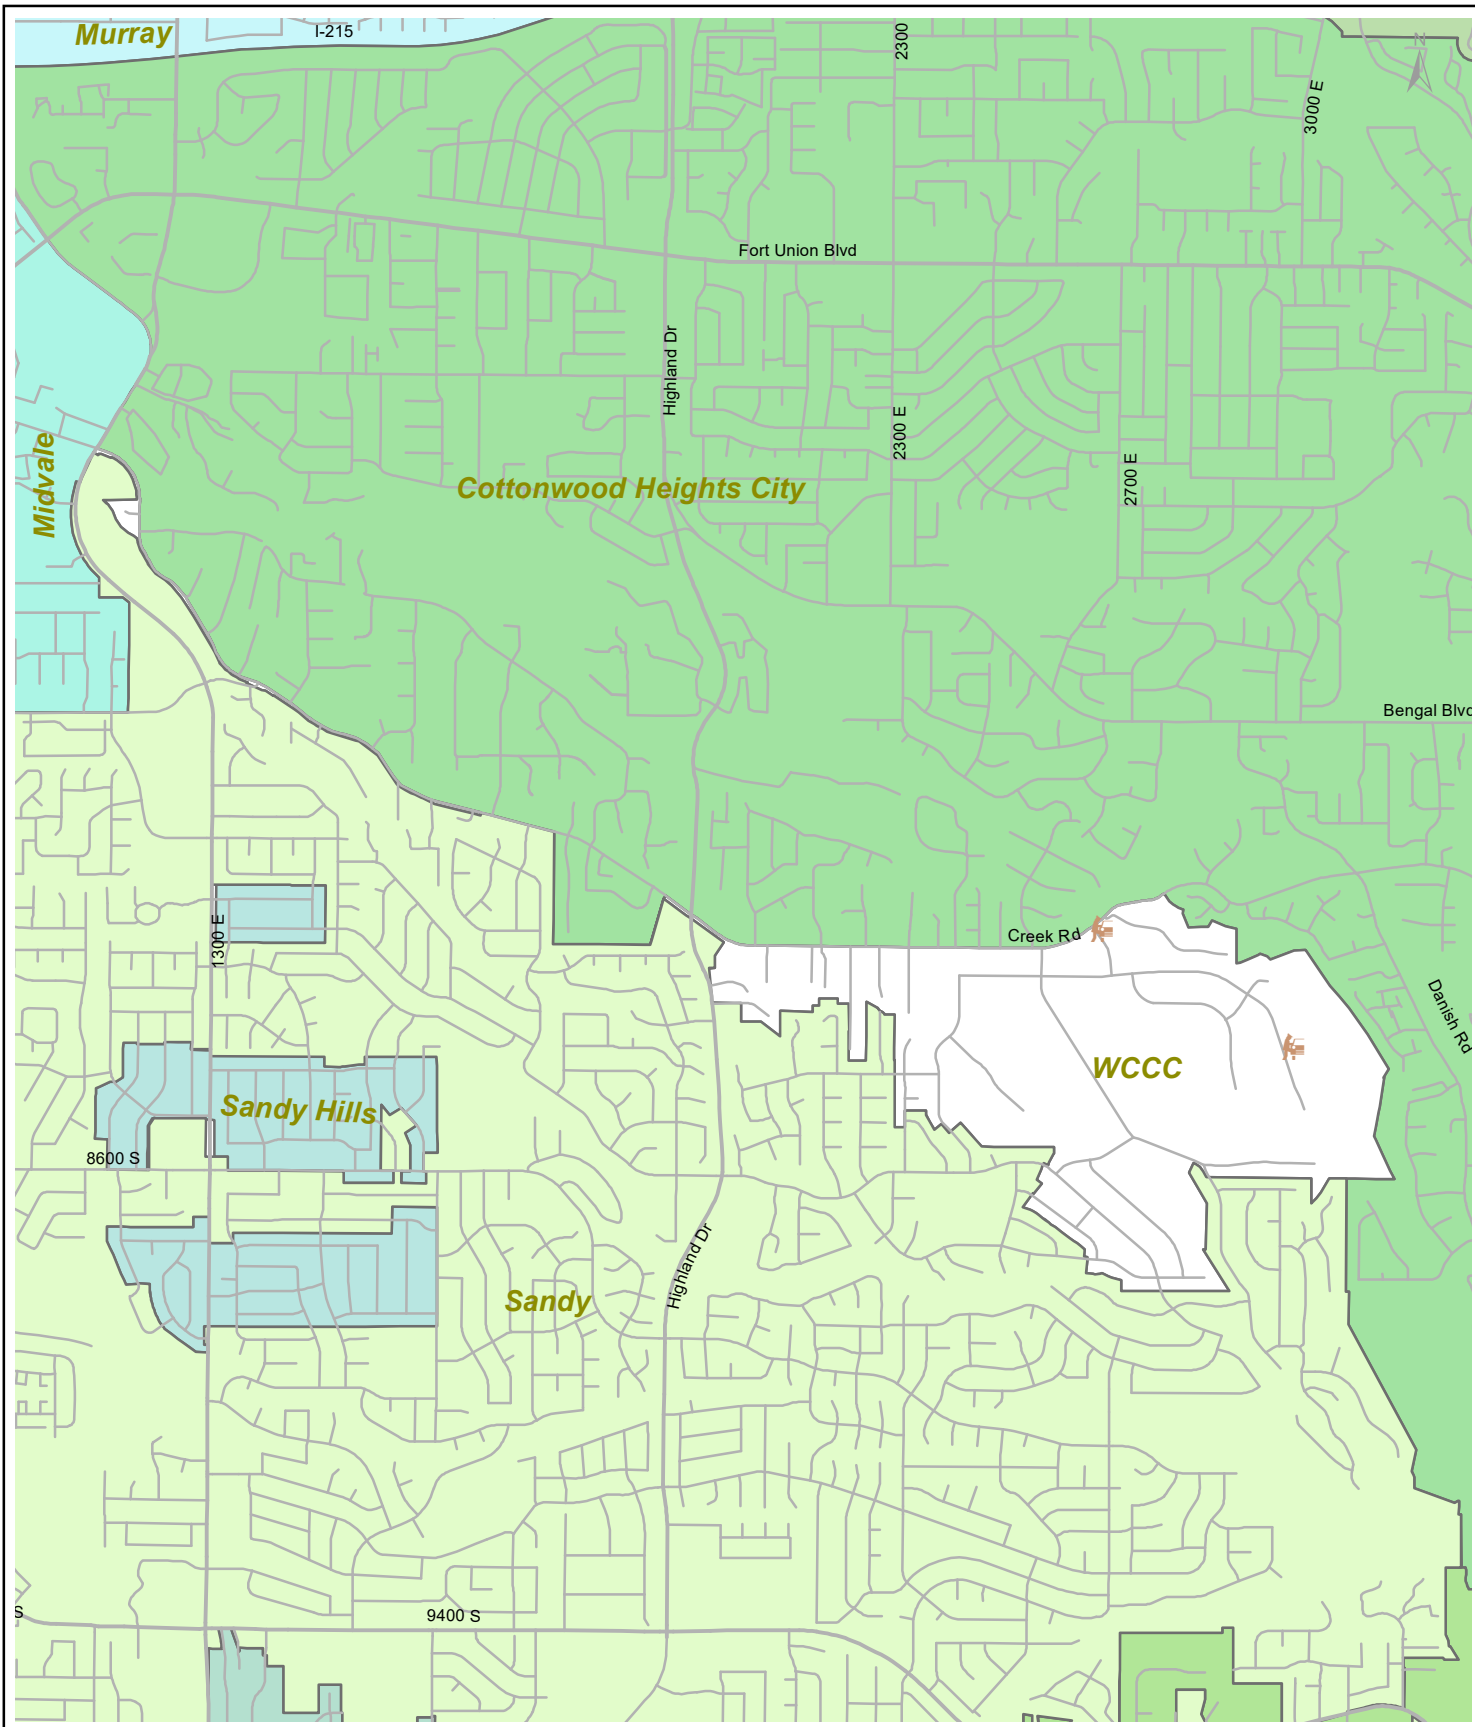 Murray
I-215
2300
N
3000 E
Fort Union Blvd
Highland Dr
2300 E
2700 E
Midvale
Cottonwood Heights City
Bengal Blvd
1300 E
Creek Rd
Danish Rd
WCCC
Sandy Hills
8600 S
Highland Dr
Sandy
S
9400 S